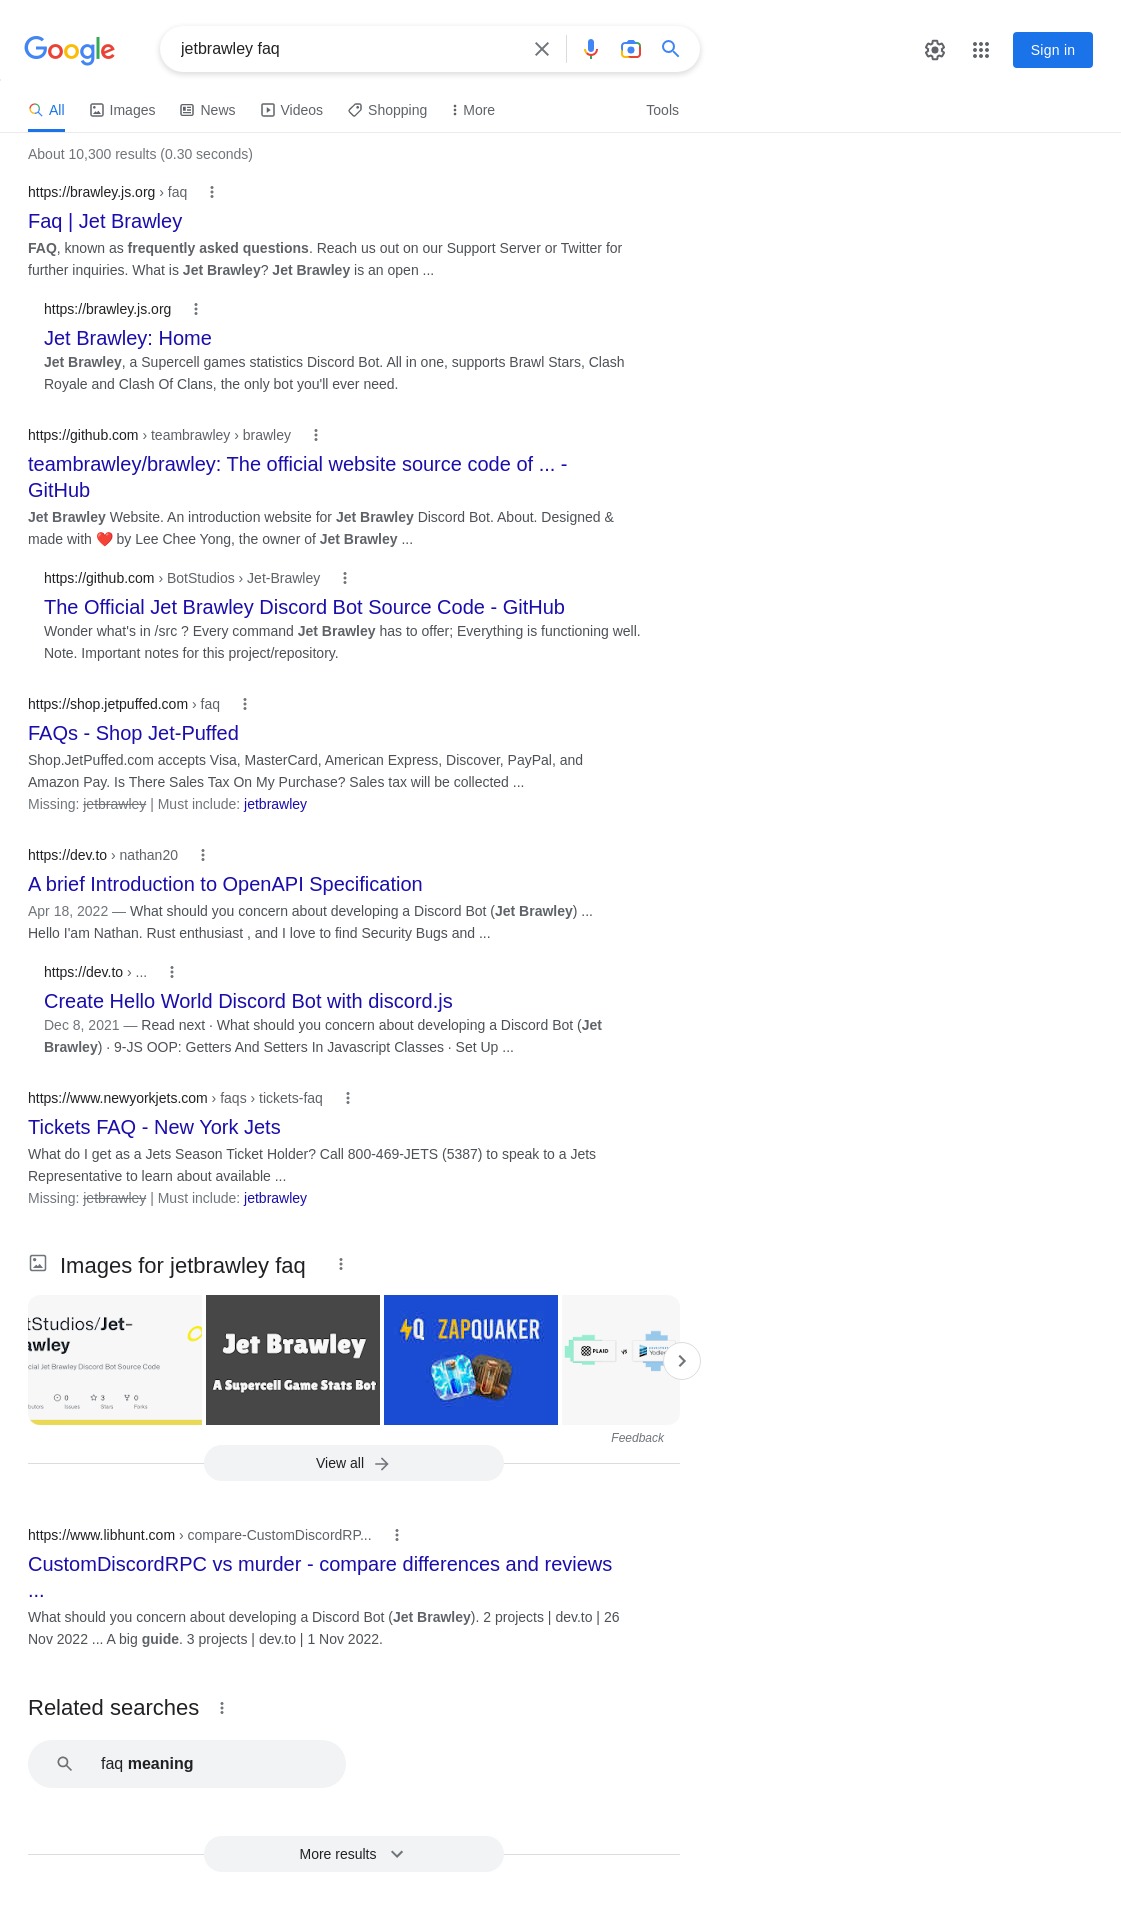 Google
jetbrawley faq
Sign in
All Images News Videos Shopping More Tools
About 10,300 results (0.30 seconds)
https://brawley.js.org › faq
Faq | Jet Brawley
FAQ, known as frequently asked questions. Reach us out on our Support Server or Twitter for
further inquiries. What is Jet Brawley? Jet Brawley is an open ...
https://brawley.js.org
Jet Brawley: Home
Jet Brawley, a Supercell games statistics Discord Bot. All in one, supports Brawl Stars, Clash
Royale and Clash Of Clans, the only bot you'll ever need.
https://github.com › teambrawley › brawley
teambrawley/brawley: The official website source code of ... -
GitHub
Jet Brawley Website. An introduction website for Jet Brawley Discord Bot. About. Designed &
made with ❤️ by Lee Chee Yong, the owner of Jet Brawley ...
https://github.com › BotStudios › Jet-Brawley
The Official Jet Brawley Discord Bot Source Code - GitHub
Wonder what's in /src ? Every command Jet Brawley has to offer; Everything is functioning well.
Note. Important notes for this project/repository.
https://shop.jetpuffed.com › faq
FAQs - Shop Jet-Puffed
Shop.JetPuffed.com accepts Visa, MasterCard, American Express, Discover, PayPal, and
Amazon Pay. Is There Sales Tax On My Purchase? Sales tax will be collected ...
Missing: jetbrawley | Must include: jetbrawley
https://dev.to › nathan20
A brief Introduction to OpenAPI Specification
Apr 18, 2022 — What should you concern about developing a Discord Bot (Jet Brawley) ...
Hello I'am Nathan. Rust enthusiast , and I love to find Security Bugs and ...
https://dev.to › ...
Create Hello World Discord Bot with discord.js
Dec 8, 2021 — Read next · What should you concern about developing a Discord Bot (Jet
Brawley) · 9-JS OOP: Getters And Setters In Javascript Classes · Set Up ...
https://www.newyorkjets.com › faqs › tickets-faq
Tickets FAQ - New York Jets
What do I get as a Jets Season Ticket Holder? Call 800-469-JETS (5387) to speak to a Jets
Representative to learn about available ...
Missing: jetbrawley | Must include: jetbrawley
Images for jetbrawley faq
tStudios/Jet-
awley
cial Jet Brawley Discord Bot Source Code
0 3 0
butors Issues Stars Forks
Jet Brawley
A Supercell Game Stats Bot
Q ZAPQUAKER
PLAID vs Yodlee
Feedback
View all
https://www.libhunt.com › compare-CustomDiscordRP...
CustomDiscordRPC vs murder - compare differences and reviews
...
What should you concern about developing a Discord Bot (Jet Brawley). 2 projects | dev.to | 26
Nov 2022 ... A big guide. 3 projects | dev.to | 1 Nov 2022.
Related searches
faq meaning
More results